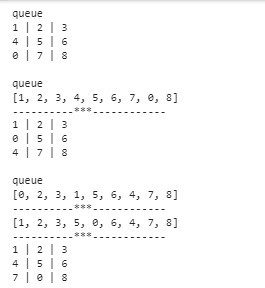 queue
1 | 2 | 3
4 | 5 | 6
0 | 7 | 8
queue
[1, 2, 3, 4, 5, 6, 7, 0, 8]
----------***------------
1 | 2 | 3
0 | 5 | 6
4 | 7 | 8
queue
[0, 2, 3, 1, 5, 6, 4, 7, 8]
----------***------------
[1, 2, 3, 5, 0, 6, 4, 7, 8]
----------***------------
1 | 2 | 3
4 | 5 | 6
7 | 0 | 8